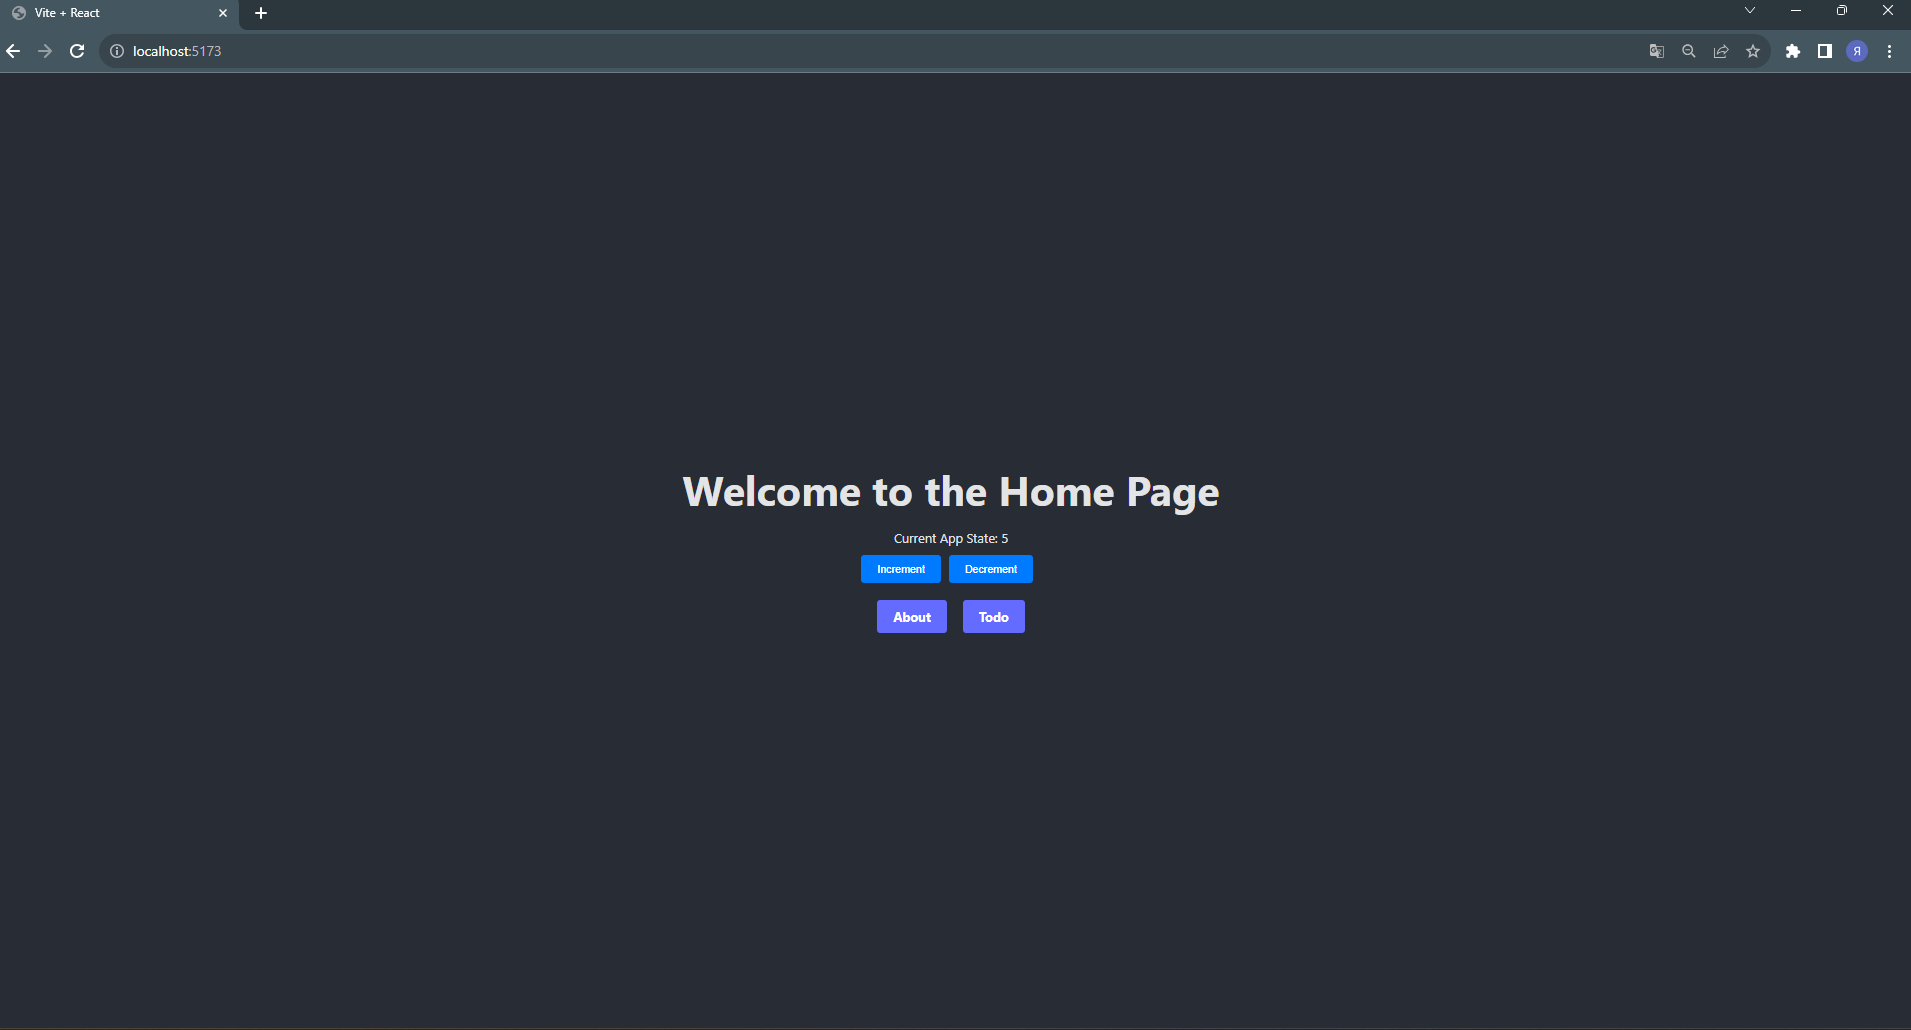 Vite + React
localhost:5173
Я
Welcome to the Home Page
Current App State: 5
Increment Decrement
About Todo